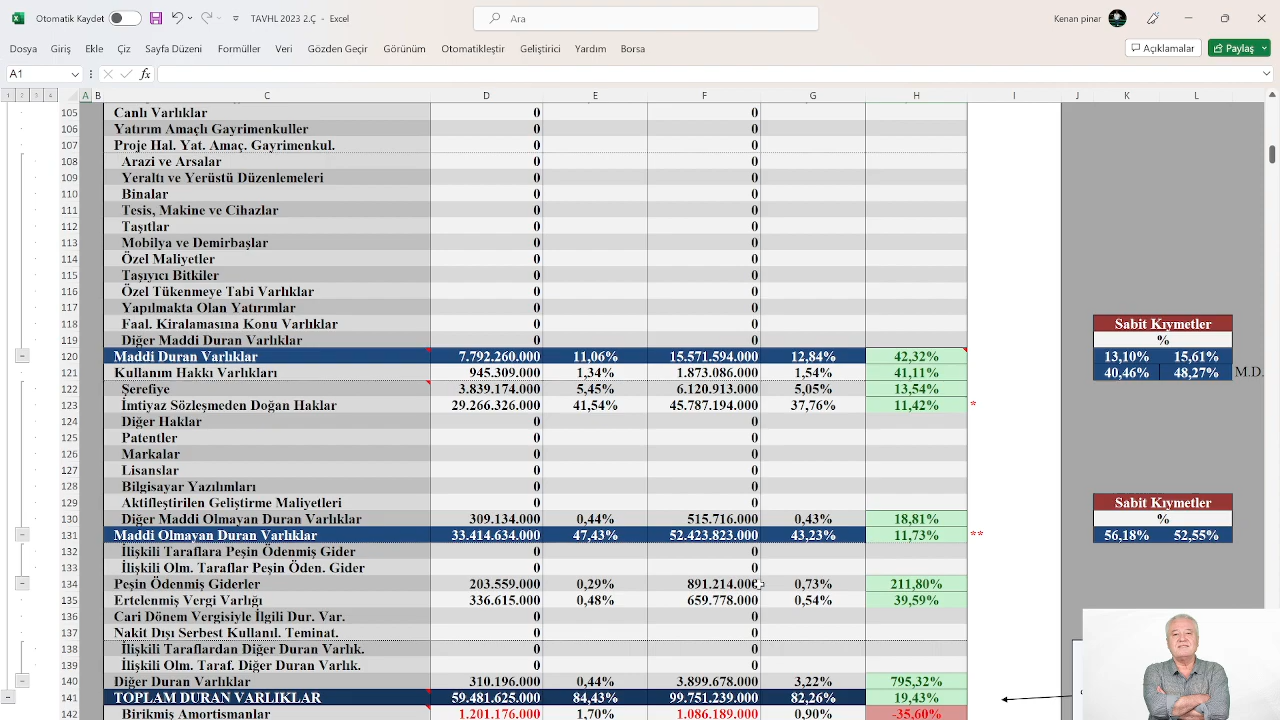 Otomatik Kaydet TAVHL 2023 2.Ç - Excel Ara Kenan pinar
Dosya Giriş Ekle Çiz Sayfa Düzeni Formüller Veri Gözden Geçir Görünüm Otomatikleştir Geliştirici Yardım Borsa Açıklamalar Paylaş
A1 fx
1 2 3 4 A B C D E F G H I J K L
105 Canlı Varlıklar 0 0
106 Yatırım Amaçlı Gayrimenkuller 0 0
107 Proje Hal. Yat. Amaç. Gayrimenkul. 0 0
108 Arazi ve Arsalar 0 0
109 Yeraltı ve Yerüstü Düzenlemeleri 0 0
110 Binalar 0 0
111 Tesis, Makine ve Cihazlar 0 0
112 Taşıtlar 0 0
113 Mobilya ve Demirbaşlar 0 0
114 Özel Maliyetler 0 0
115 Taşıyıcı Bitkiler 0 0
116 Özel Tükenmeye Tabi Varlıklar 0 0
117 Yapılmakta Olan Yatırımlar 0 0
118 Faal. Kiralamasına Konu Varlıklar 0 0 Sabit Kıymetler
119 Diğer Maddi Duran Varlıklar 0 0 %
120 Maddi Duran Varlıklar 7.792.260.000 11,06% 15.571.594.000 12,84% 42,32% 13,10% 15,61%
121 Kullanım Hakkı Varlıkları 945.309.000 1,34% 1.873.086.000 1,54% 41,11% 40,46% 48,27% M.D.
122 Şerefiye 3.839.174.000 5,45% 6.120.913.000 5,05% 13,54%
123 İmtiyaz Sözleşmeden Doğan Haklar 29.266.326.000 41,54% 45.787.194.000 37,76% 11,42% *
124 Diğer Haklar 0 0
125 Patentler 0 0
126 Markalar 0 0
127 Lisanslar 0 0
128 Bilgisayar Yazılımları 0 0
129 Aktifleştirilen Geliştirme Maliyetleri 0 0 Sabit Kıymetler
130 Diğer Maddi Olmayan Duran Varlıklar 309.134.000 0,44% 515.716.000 0,43% 18,81% %
131 Maddi Olmayan Duran Varlıklar 33.414.634.000 47,43% 52.423.823.000 43,23% 11,73% ** 56,18% 52,55%
132 İlişkili Taraflara Peşin Ödenmiş Gider 0 0
133 İlişkili Olm. Taraflar Peşin Öden. Gider 0 0
134 Peşin Ödenmiş Giderler 203.559.000 0,29% 891.214.000 0,73% 211,80%
135 Ertelenmiş Vergi Varlığı 336.615.000 0,48% 659.778.000 0,54% 39,59%
136 Cari Dönem Vergisiyle İlgili Dur. Var. 0 0
137 Nakit Dışı Serbest Kullanıl. Teminat. 0 0
138 İlişkili Taraflardan Diğer Duran Varlık. 0 0
139 İlişkili Olm. Taraf. Diğer Duran Varlık. 0 0
140 Diğer Duran Varlıklar 310.196.000 0,44% 3.899.678.000 3,22% 795,32%
141 TOPLAM DURAN VARLIKLAR 59.481.625.000 84,43% 99.751.239.000 82,26% 19,43%
142 Birikmiş Amortismanlar 1.201.176.000 1,70% 1.086.189.000 0,90% -35,60%